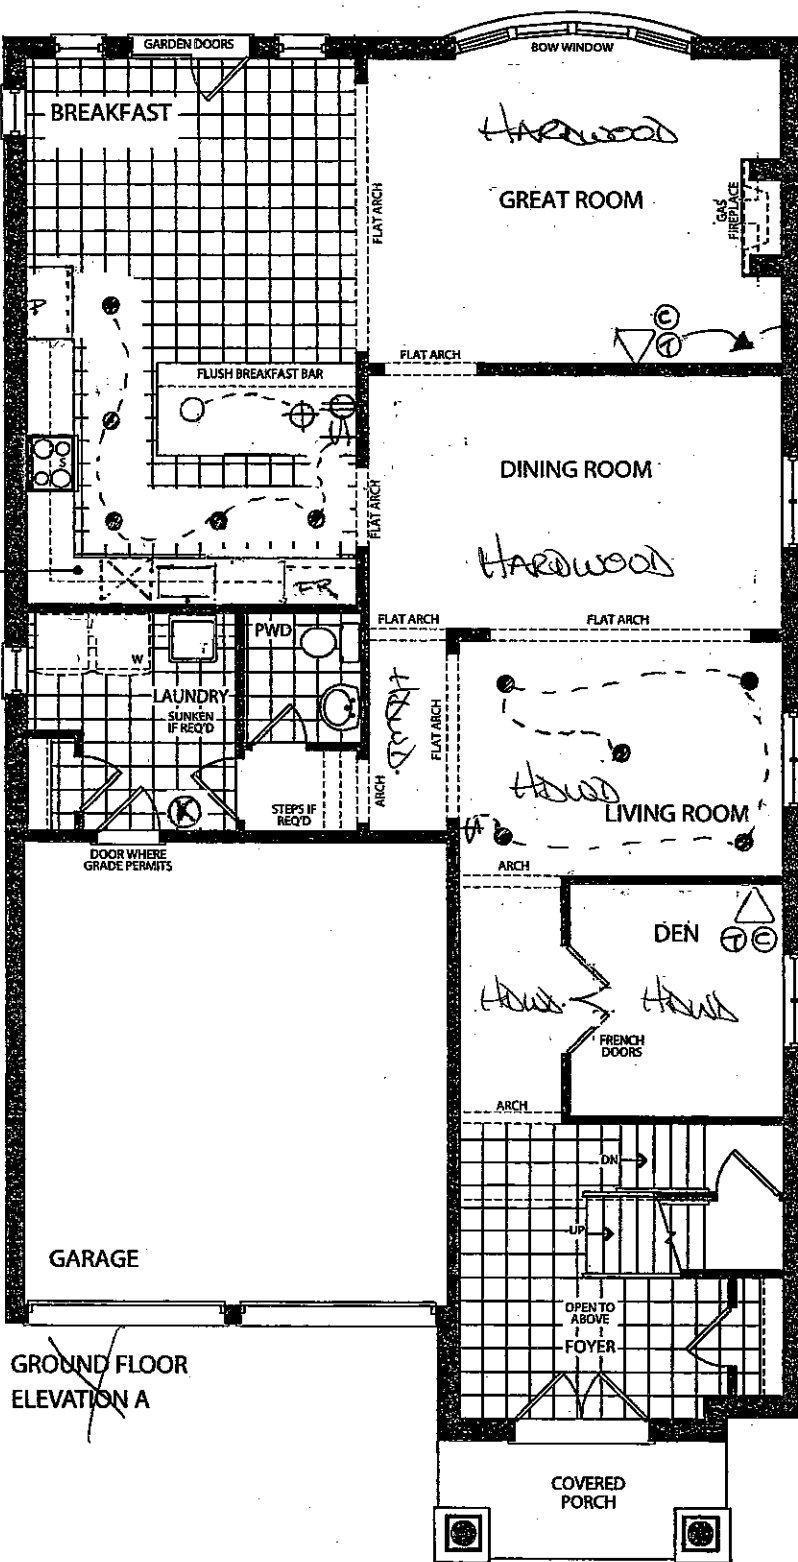 GARDEN DOORS
BOW WINDOW
BREAKFAST
HARDWOOD
GREAT ROOM
FLAT ARCH
GAS
FIREPLACE
P
C
T
FLAT ARCH
FLUSH BREAKFAST BAR
S
DINING ROOM
FLAT ARCH
HARDWOOD
FR
FLAT ARCH
FLAT ARCH
PWD
W
LAUNDRY
SUNKEN
IF REQ'D
HDWD.
FLAT ARCH
HDWD
LIVING ROOM
ARCH
STEPS IF
REQ'D
K
DOOR WHERE
GRADE PERMITS
ARCH
DEN
T C
HDWD.
HDWD
FRENCH
DOORS
ARCH
DN
UP
GARAGE
OPEN TO
ABOVE
FOYER
GROUND FLOOR
ELEVATION A
COVERED
PORCH